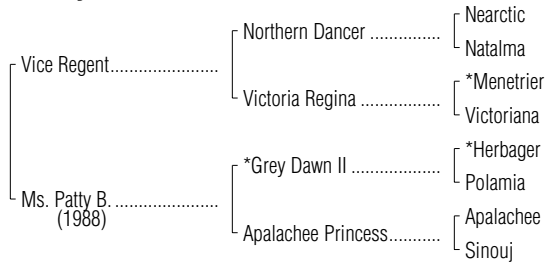 Nearctic
Northern Dancer ...............
Natalma
Vice Regent........................
*Menetrier
Victoria Regina ..................
Victoriana
*Herbager
*Grey Dawn II ....................
Polamia
Ms. Patty B. .......................
(1988)
Apalachee
Apalachee Princess............
Sinouj